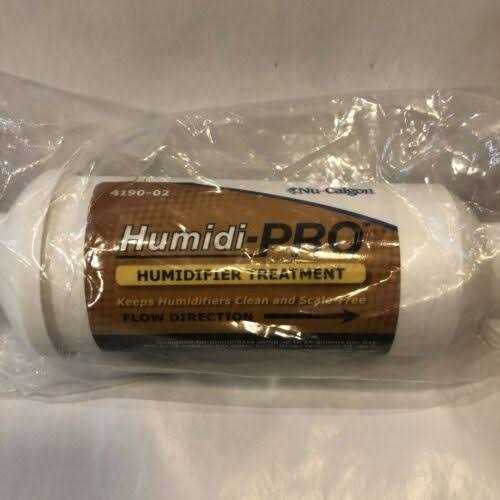 4190-02
Nu-Calgon
Humidi-PRO
HUMIDIFIER TREATMENT
Keeps Humidifiers Clean and Scale Free
FLOW DIRECTION